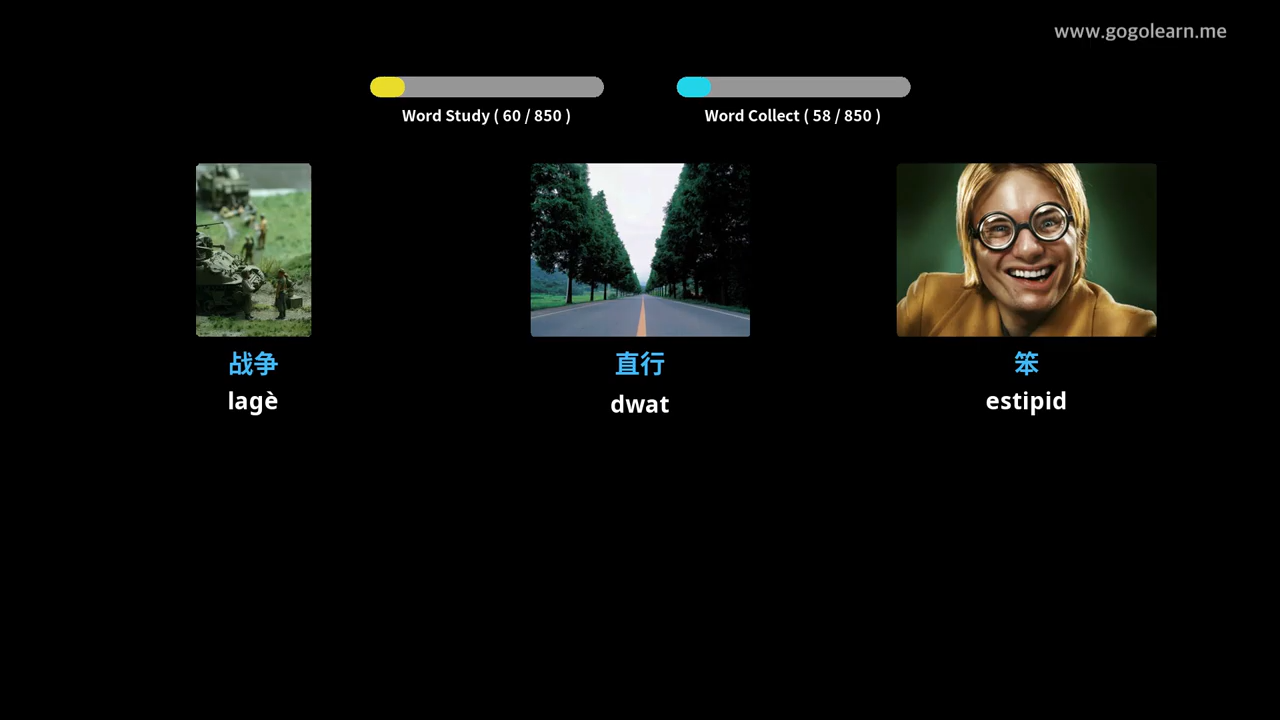 www.gogolearn.me
Word Study ( 60 / 850 )
Word Collect ( 58 / 850 )
战争
直行
笨
lagè
dwat
estipid